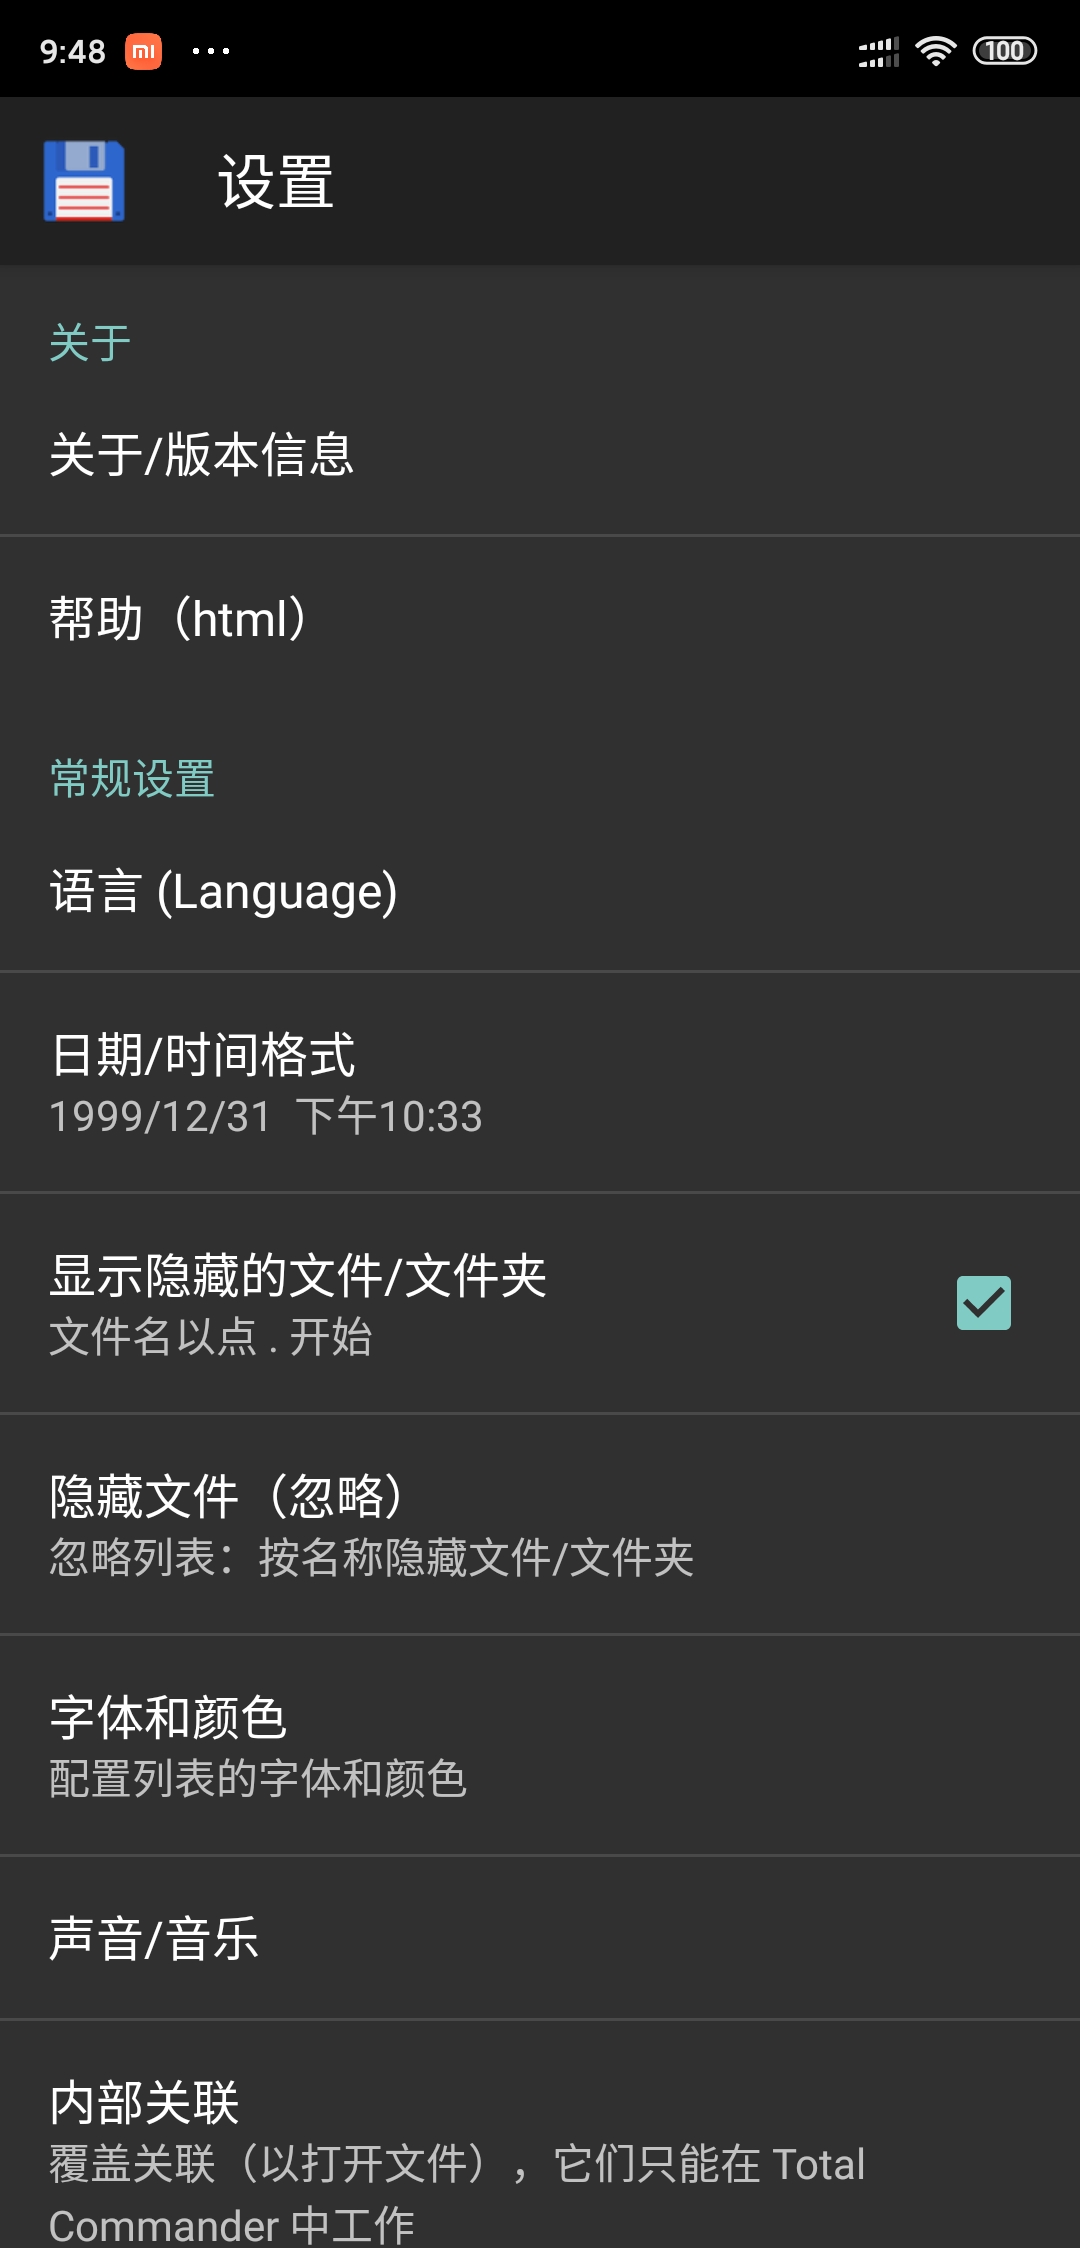 9:48
mi
100
设置
关于
关于/版本信息
帮助（html）
常规设置
语言 (Language)
日期/时间格式
1999/12/31 下午10:33
显示隐藏的文件/文件夹
文件名以点 . 开始
隐藏文件（忽略）
忽略列表：按名称隐藏文件/文件夹
字体和颜色
配置列表的字体和颜色
声音/音乐
内部关联
覆盖关联（以打开文件），它们只能在 Total
Commander 中工作